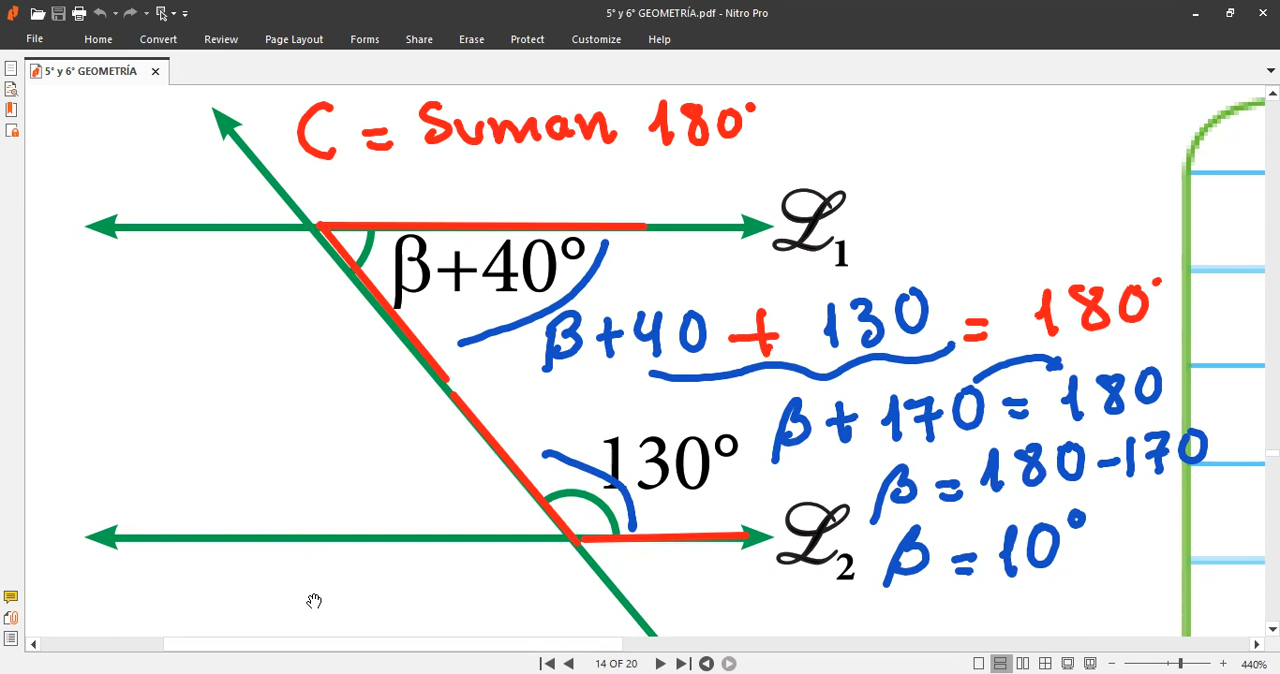 5° y 6° GEOMETRÍA.pdf - Nitro Pro
File Home Convert Review Page Layout Forms Share Erase Protect Customize Help
5° y 6° GEOMETRÍA
C = Suman 180°
ℒ1
β+40°
β+40 + 130 = 180°
β + 170 = 180
130°
β = 180-170
ℒ2
β = 10°
14 OF 20
440%